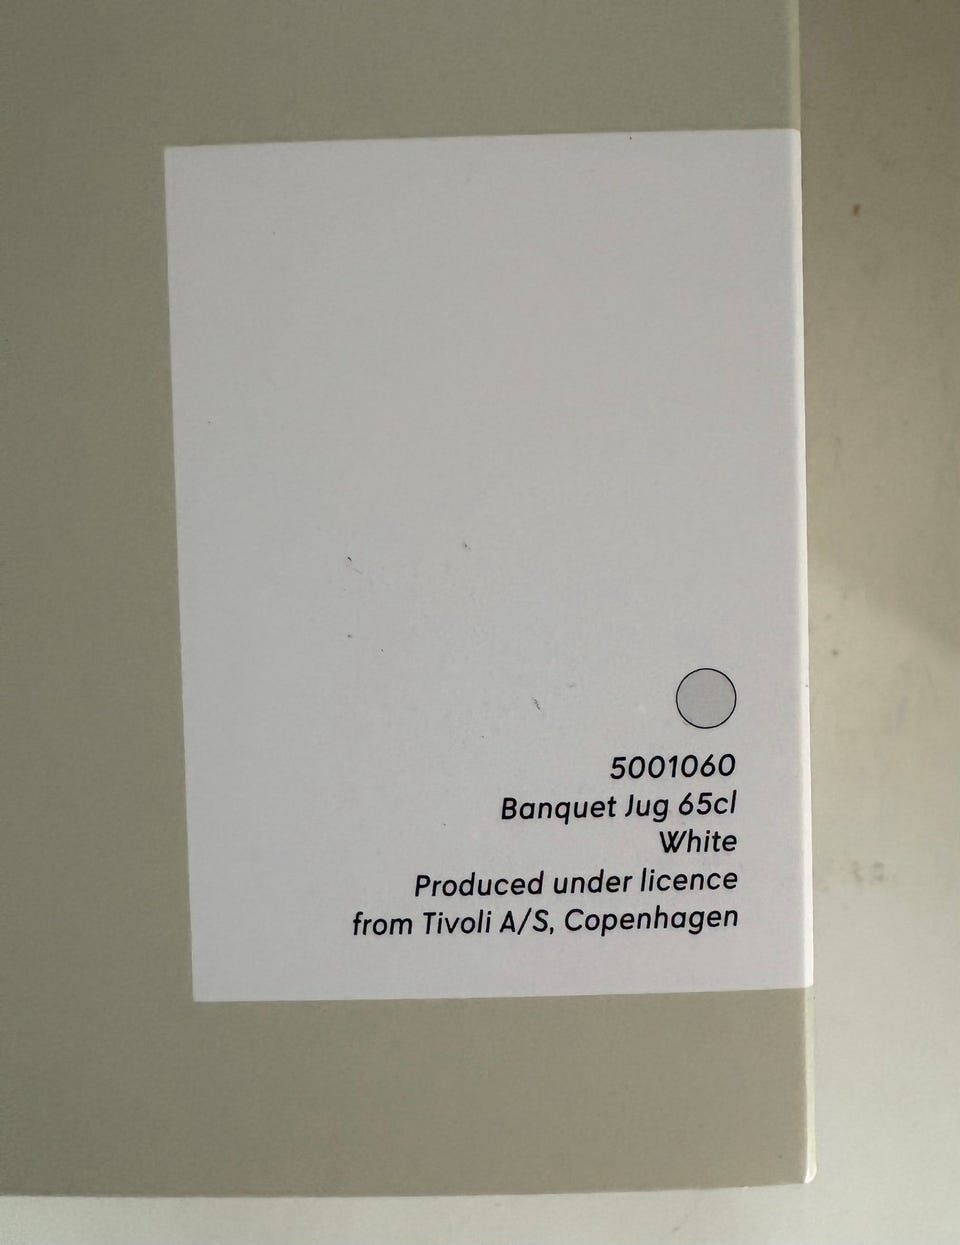 5001060
Banquet Jug 65cl
White
Produced under licence
from Tivoli A/S, Copenhagen